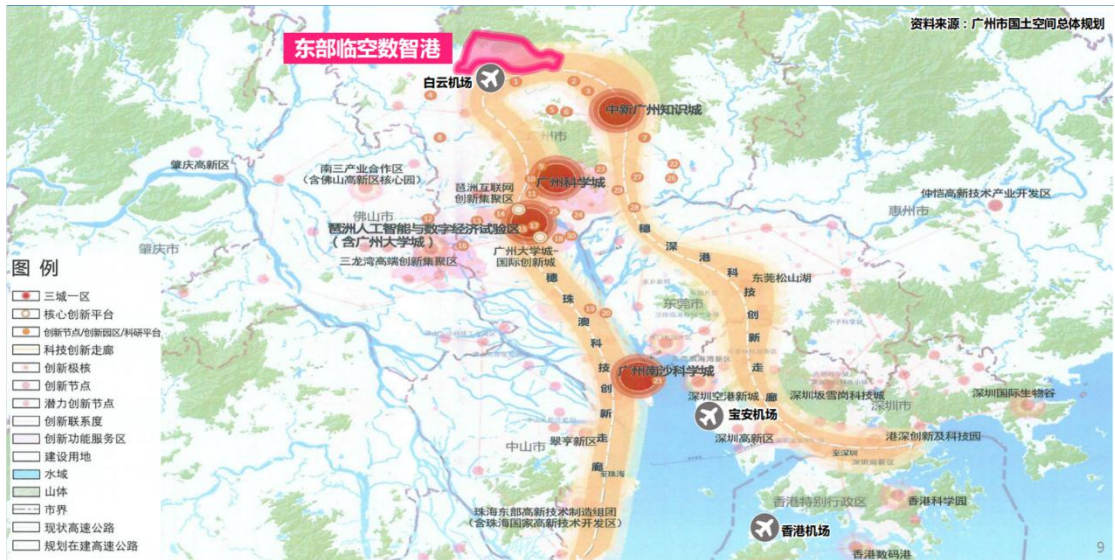 资料来源：广州市国土空间总体规划
东部临空数智港
白云机场
中新广州知识城
广州市
肇庆高新区
南三产业合作区
（含佛山高新区核心园）
广州科学城
琶洲互联网
创新集聚区
仲恺高新技术产业开发区
惠州市
佛山市
琶洲人工智能与数字经济试验区
（含广州大学城）
肇庆市
广州大学城-
国际创新城
三龙湾高端创新集聚区
穗深港科技创新走廊
东莞松山湖
东莞市
穗珠澳科技创新走廊
广州南沙科学城
深圳空港新城
深圳坂雪岗科技城
深圳国际生物谷
深圳市
宝安机场
深圳高新区
港深创新及科技园
至深圳
中山市
翠亨新区
至珠海
珠海东部高新技术制造组团
（含珠海国家高新技术开发区）
香港特别行政区
香港科学园
香港机场
香港数码港
图 例
三城一区
核心创新平台
创新节点/创新园区/科研平台
科技创新走廊
创新极核
创新节点
潜力创新节点
创新联系度
创新功能服务区
建设用地
水域
山体
市界
现状高速公路
规划在建高速公路
9